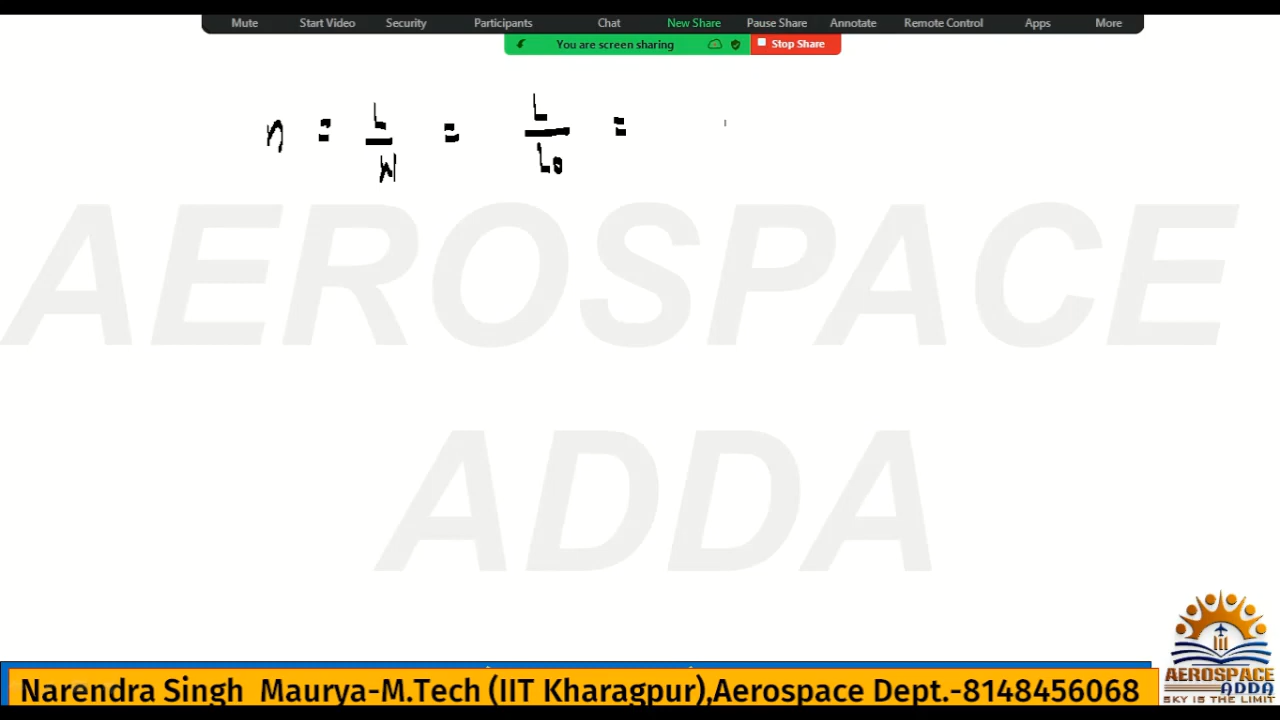 Mute Start Video Security Participants Chat New Share Pause Share Annotate Remote Control Apps More
You are screen sharing Stop Share
n = L/W = L/L0 =
AEROSPACE
ADDA
AEROSPACE
ADDA
SKY IS THE LIMIT
Narendra Singh Maurya-M.Tech (IIT Kharagpur),Aerospace Dept.-8148456068